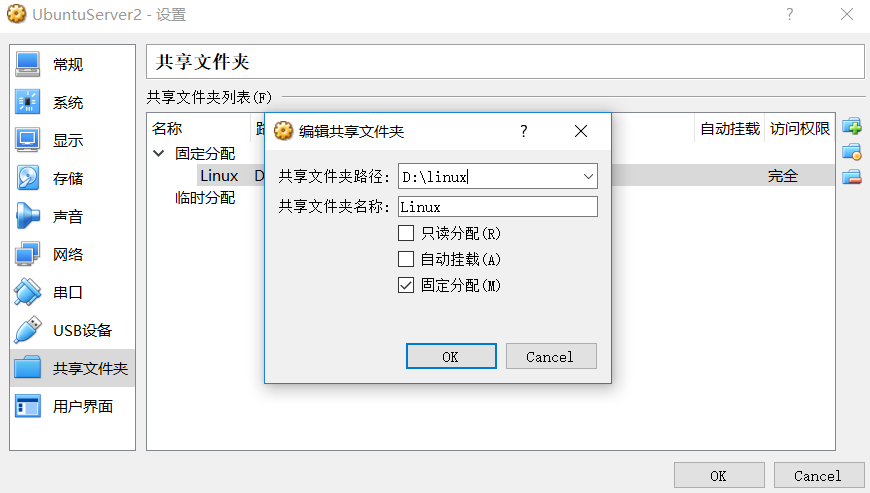 UbuntuServer2 - 设置
常规
系统
显示
存储
声音
网络
串口
USB设备
共享文件夹
用户界面
共享文件夹
共享文件夹列表(F)
名称
自动挂载 访问权限
固定分配
Linux D 完全
临时分配
编辑共享文件夹
共享文件夹路径: D:\linux
共享文件夹名称: Linux
只读分配(R)
自动挂载(A)
固定分配(M)
OK Cancel
OK Cancel